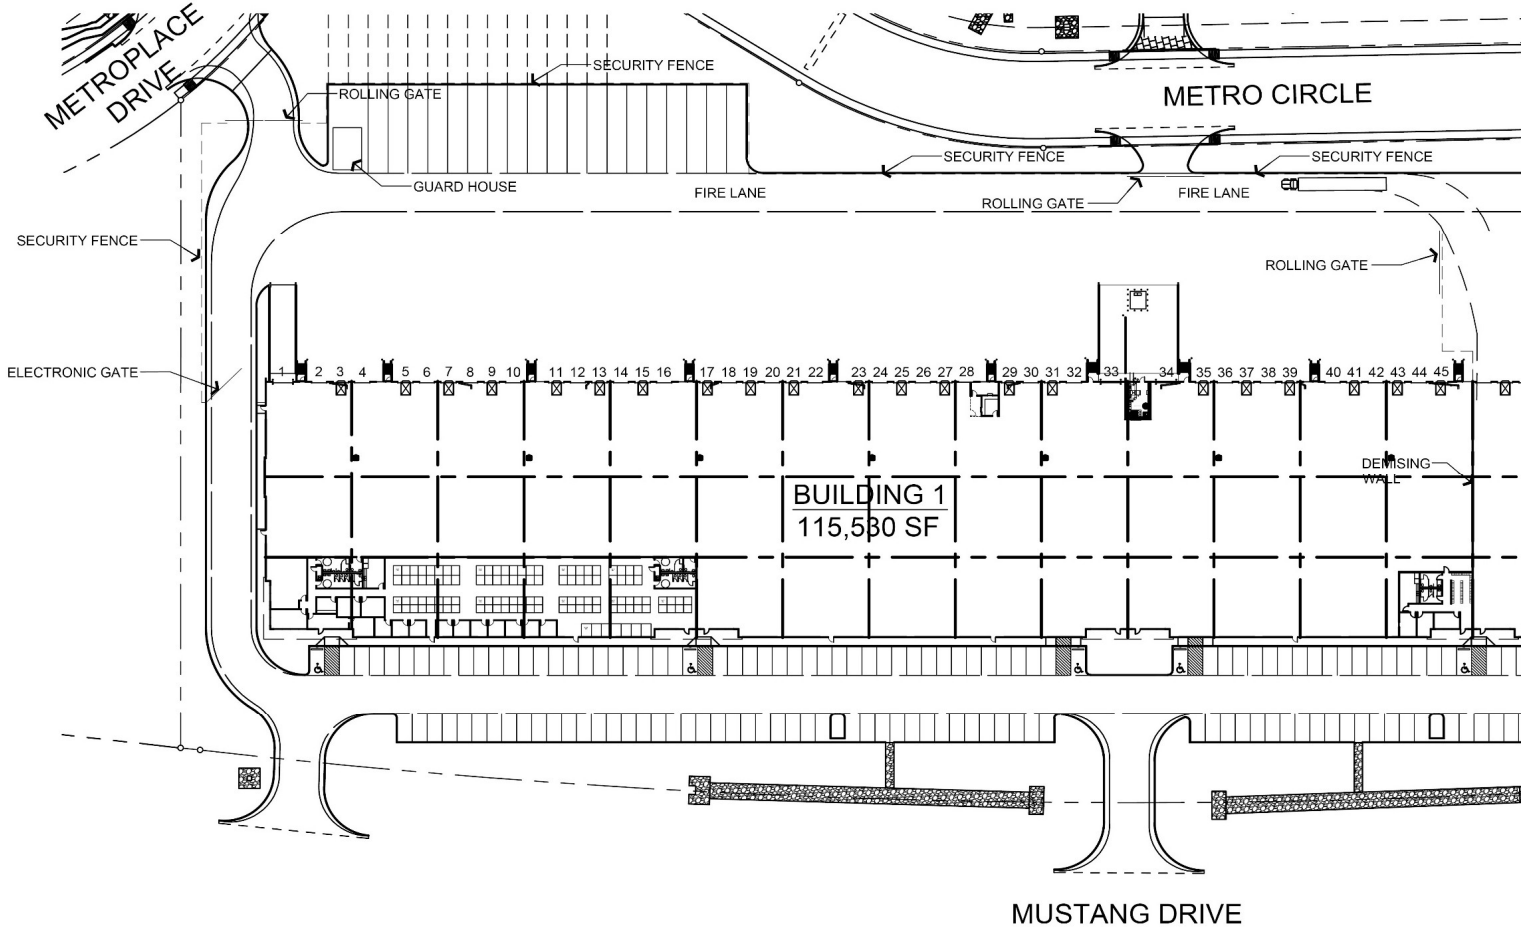 METROPLACE
DRIVE
SECURITY FENCE
ROLLING GATE
METRO CIRCLE
SECURITY FENCE
SECURITY FENCE
GUARD HOUSE
FIRE LANE
ROLLING GATE
FIRE LANE
SECURITY FENCE
ROLLING GATE
ELECTRONIC GATE
1 2 3 4 5 6 7 8 9 10 11 12 13 14 15 16 17 18 19 20 21 22 23 24 25 26 27 28 29 30 31 32 33 34 35 36 37 38 39 40 41 42 43 44 45
DEMISING
WALL
BUILDING 1
115,530 SF
MUSTANG DRIVE